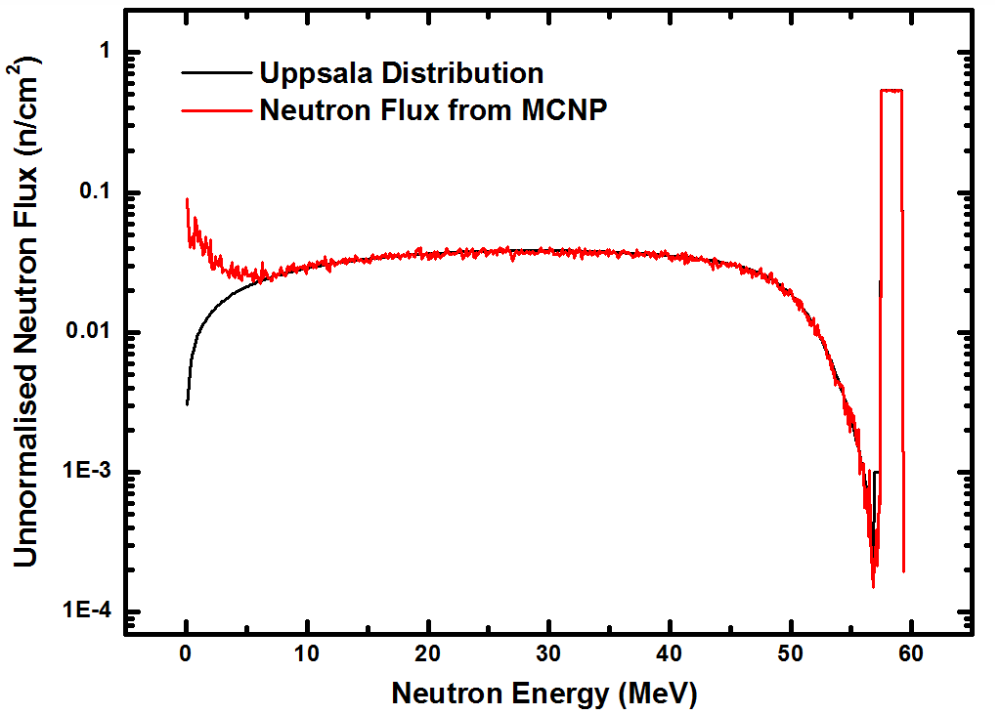 Unnormalised Neutron Flux (n/cm²)
1
0.1
0.01
1E-3
1E-4
Uppsala Distribution
Neutron Flux from MCNP
0 10 20 30 40 50 60
Neutron Energy (MeV)